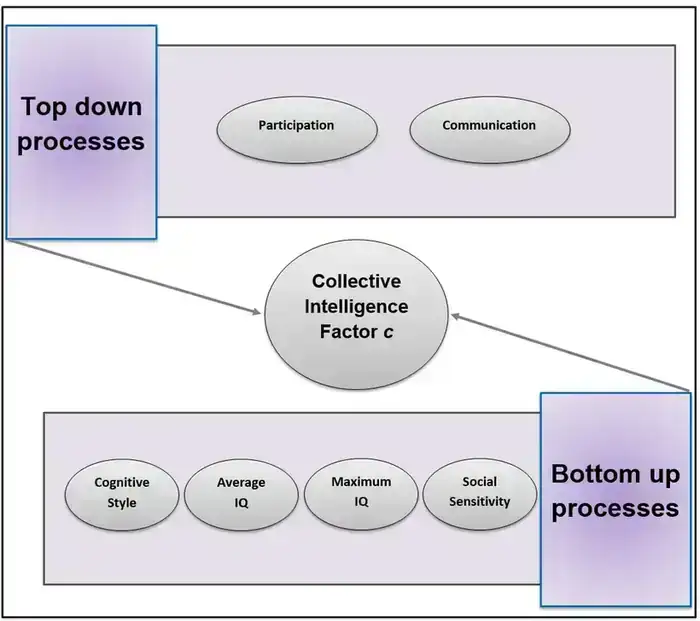 Top down
processes
Participation
Communication
Collective
Intelligence
Factor c
Cognitive
Style
Average
IQ
Maximum
IQ
Social
Sensitivity
Bottom up
processes